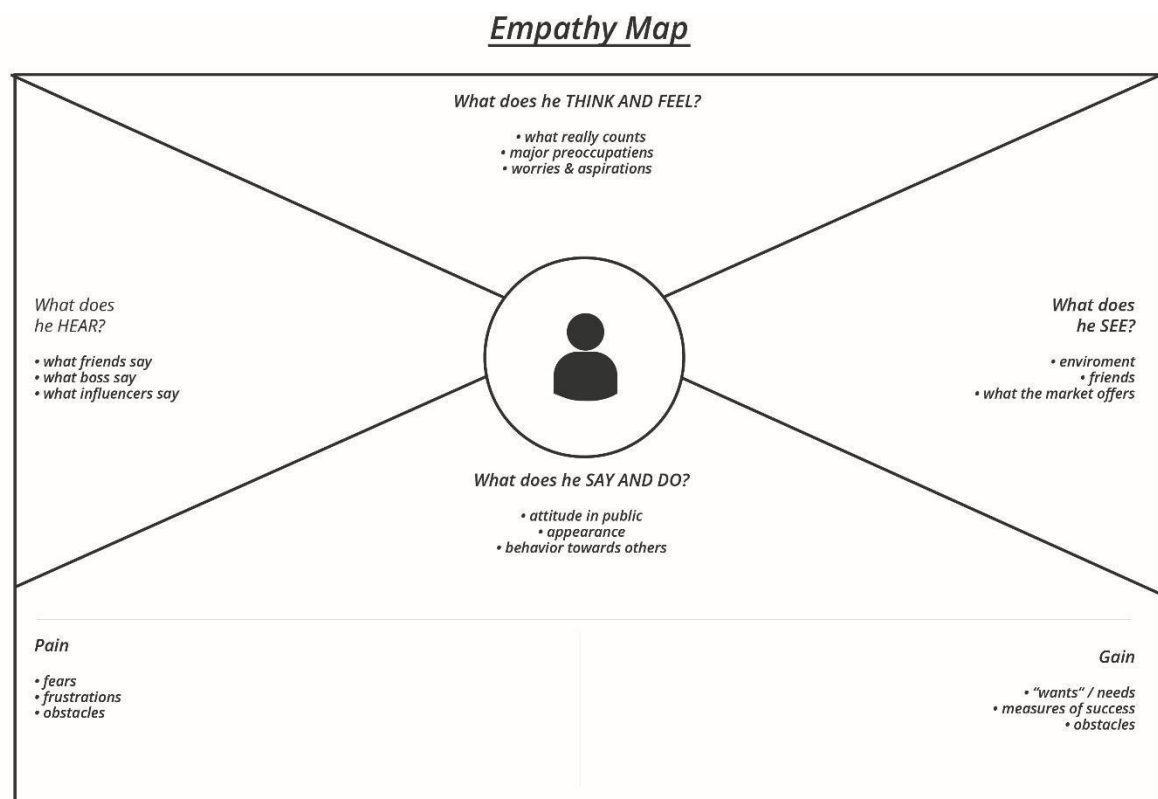 Empathy Map
What does he THINK AND FEEL?
• what really counts
• major preoccupatiens
• worries & aspirations
What does
he HEAR?
• what friends say
• what boss say
• what influencers say
What does
he SEE?
• enviroment
• friends
• what the market offers
What does he SAY AND DO?
• attitude in public
• appearance
• behavior towards others
Pain
• fears
• frustrations
• obstacles
Gain
• “wants” / needs
• measures of success
• obstacles